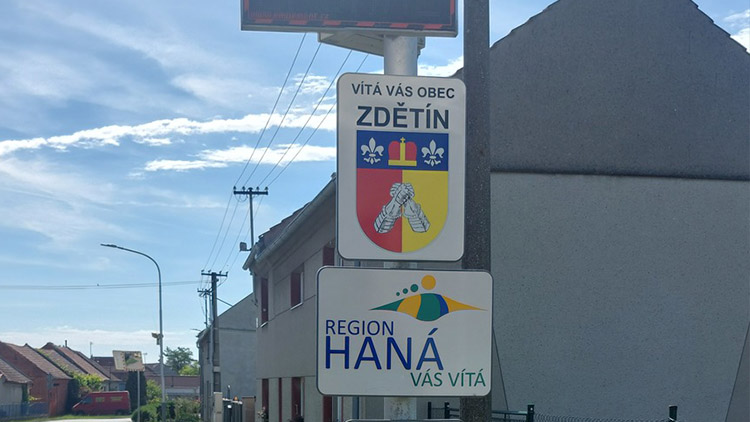 VÍTÁ VÁS OBEC
ZDĚTÍN
REGION
HANÁ
VÁS VÍTÁ